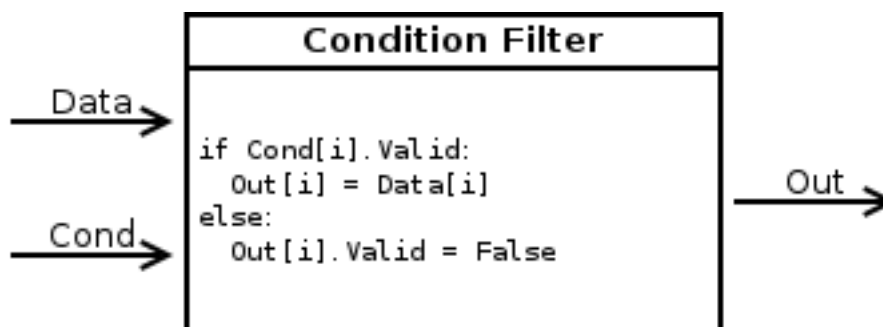 Condition Filter
Data
if Cond[i].Valid:
  Out[i] = Data[i]
else:
  Out[i].Valid = False
Cond
Out